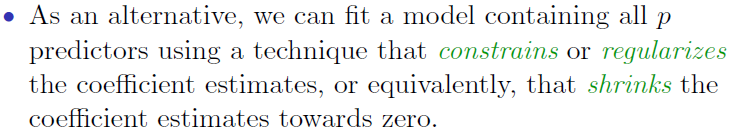 • As an alternative, we can fit a model containing all p
predictors using a technique that constrains or regularizes
the coefficient estimates, or equivalently, that shrinks the
coefficient estimates towards zero.